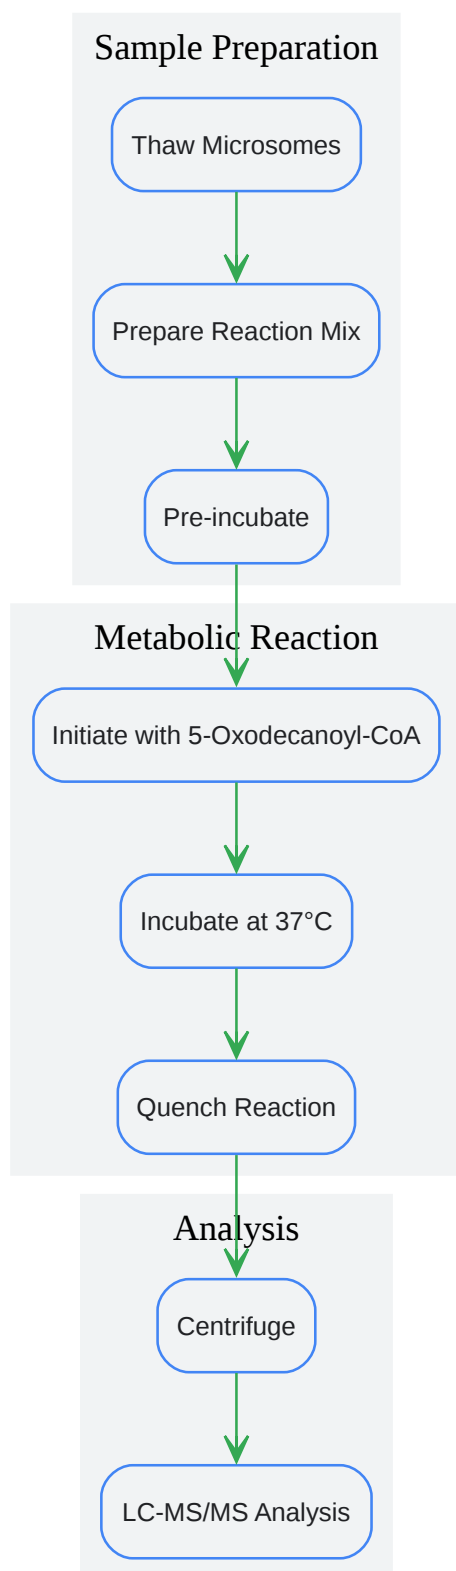 Sample Preparation
Thaw Microsomes
Prepare Reaction Mix
Pre-incubate
Metabolic Reaction
Initiate with 5-Oxodecanoyl-CoA
Incubate at 37°C
Quench Reaction
Analysis
Centrifuge
LC-MS/MS Analysis